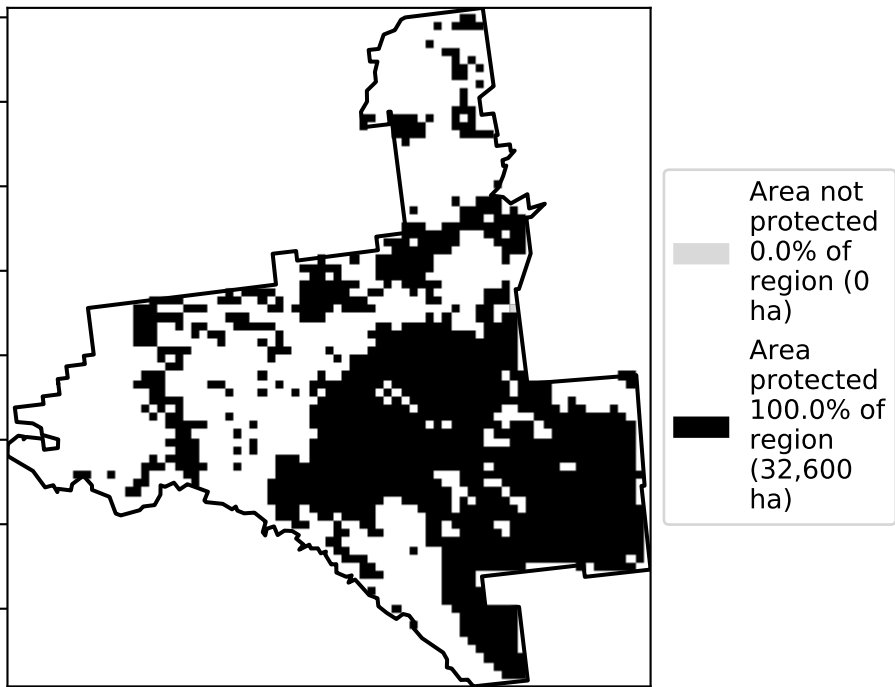 Area not
protected
0.0% of
region (0
ha)
Area
protected
100.0% of
region
(32,600
ha)